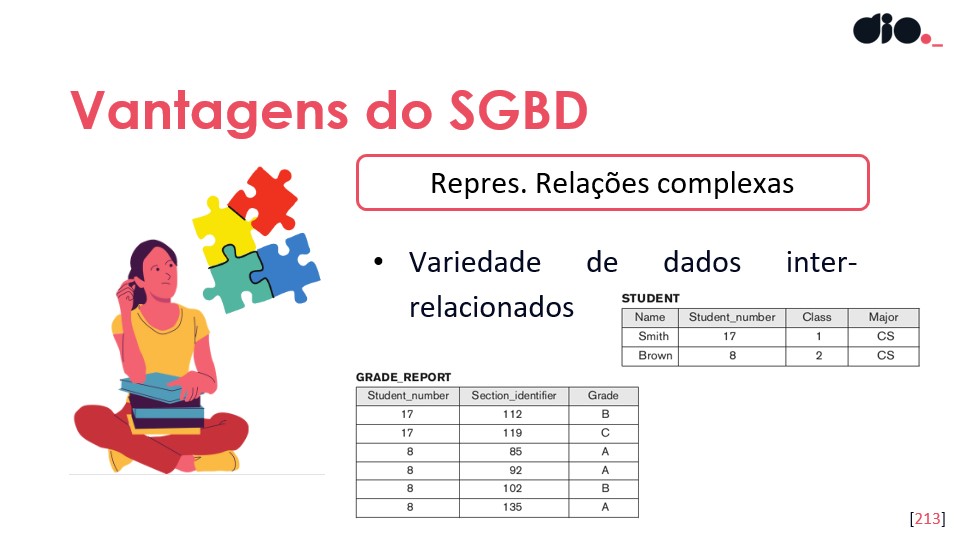 dio._
Vantagens do SGBD
Repres. Relações complexas
• Variedade de dados inter-
relacionados
STUDENT
Name Student_number Class Major
Smith 17 1 CS
Brown 8 2 CS
GRADE_REPORT
Student_number Section_identifier Grade
17 112 B
17 119 C
8 85 A
8 92 A
8 102 B
8 135 A
[213]